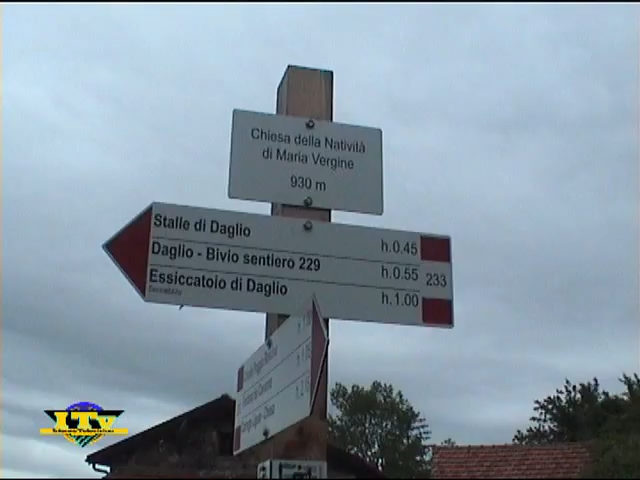 Chiesa della Natività
di Maria Vergine
930 m
Stalle di Daglio h.0.45
Daglio - Bivio sentiero 229 h.0.55
Essiccatoio di Daglio h.1.00
233
LTv